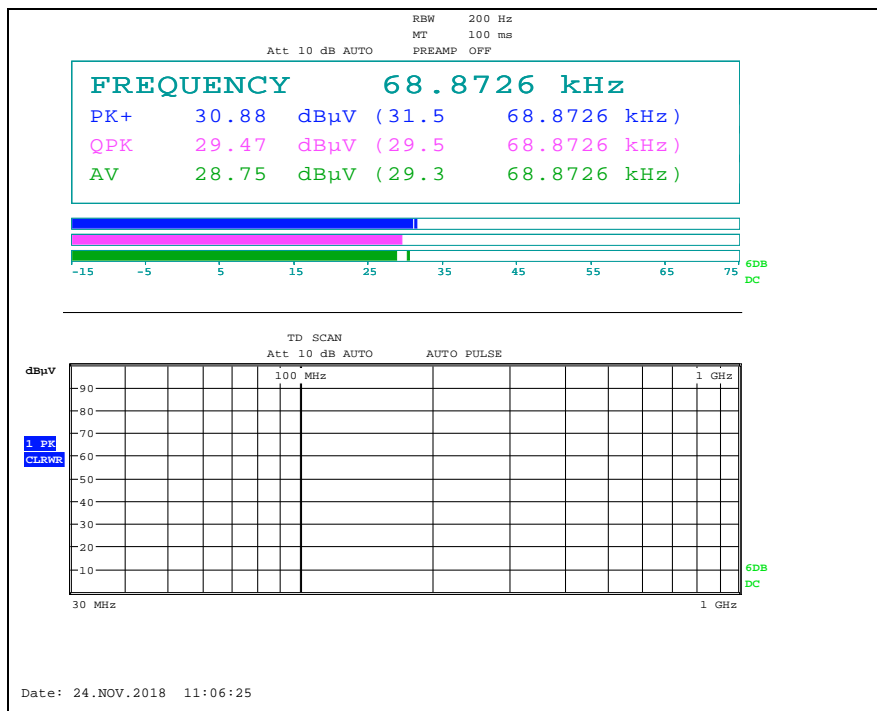 RBW 200 Hz
MT 100 ms
Att 10 dB AUTO PREAMP OFF
FREQUENCY 68.8726 kHz
PK+ 30.88 dBµV (31.5 68.8726 kHz)
QPK 29.47 dBµV (29.5 68.8726 kHz)
AV 28.75 dBµV (29.3 68.8726 kHz)
-15 -5 5 15 25 35 45 55 65 75
6DB
DC
TD SCAN
Att 10 dB AUTO AUTO PULSE
dBµV
100 MHz 1 GHz
90
80
70
1 PK
CLRWR
60
50
40
30
20
10
6DB
DC
30 MHz 1 GHz
Date: 24.NOV.2018 11:06:25